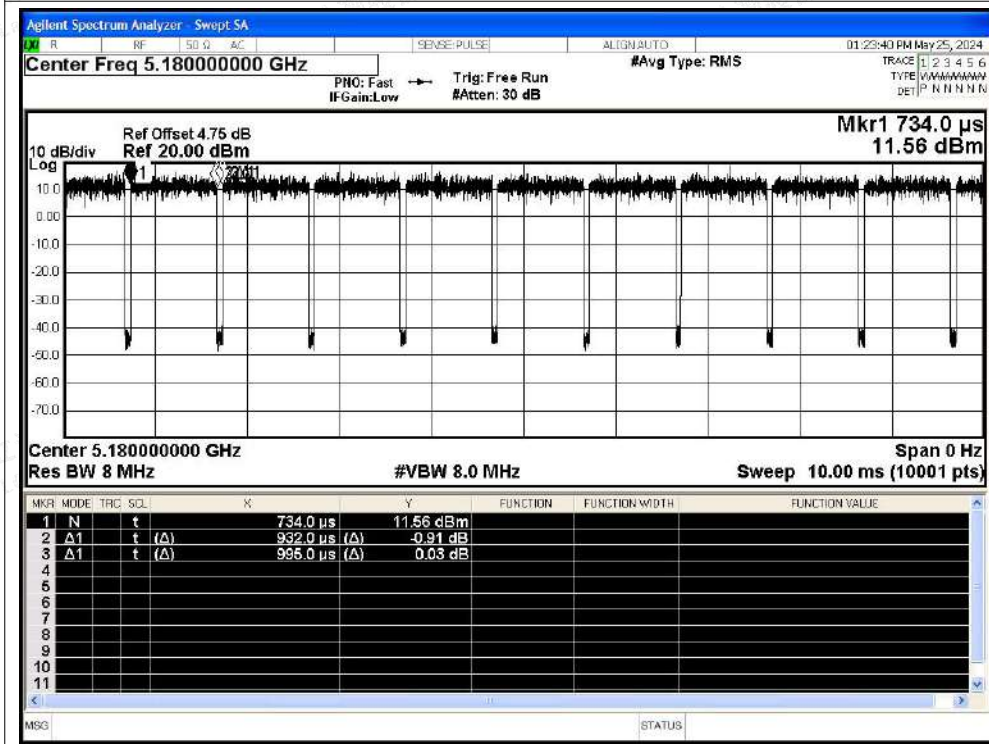 Agilent Spectrum Analyzer - Swept SA
LXI R RF 50 Ω AC SENSE:PULSE ALIGN AUTO 01:23:40 PM May 25, 2024
Center Freq 5.180000000 GHz #Avg Type: RMS TRACE 1 2 3 4 5 6
PNO: Fast Trig: Free Run TYPE
IFGain:Low #Atten: 30 dB DET P N N N N N
Mkr1 734.0 µs
Ref Offset 4.75 dB
10 dB/div Ref 20.00 dBm 11.56 dBm
Log
1
10.0
0.00
-10.0
-20.0
-30.0
-40.0
-50.0
-60.0
-70.0
Center 5.180000000 GHz Span 0 Hz
Res BW 8 MHz #VBW 8.0 MHz Sweep 10.00 ms (10001 pts)
MKR MODE TRC SCL X Y FUNCTION FUNCTION WIDTH FUNCTION VALUE
1 N t 734.0 µs 11.56 dBm
2 Δ1 t (Δ) 932.0 µs (Δ) -0.91 dB
3 Δ1 t (Δ) 995.0 µs (Δ) 0.03 dB
4
5
6
7
8
9
10
11
MSG STATUS